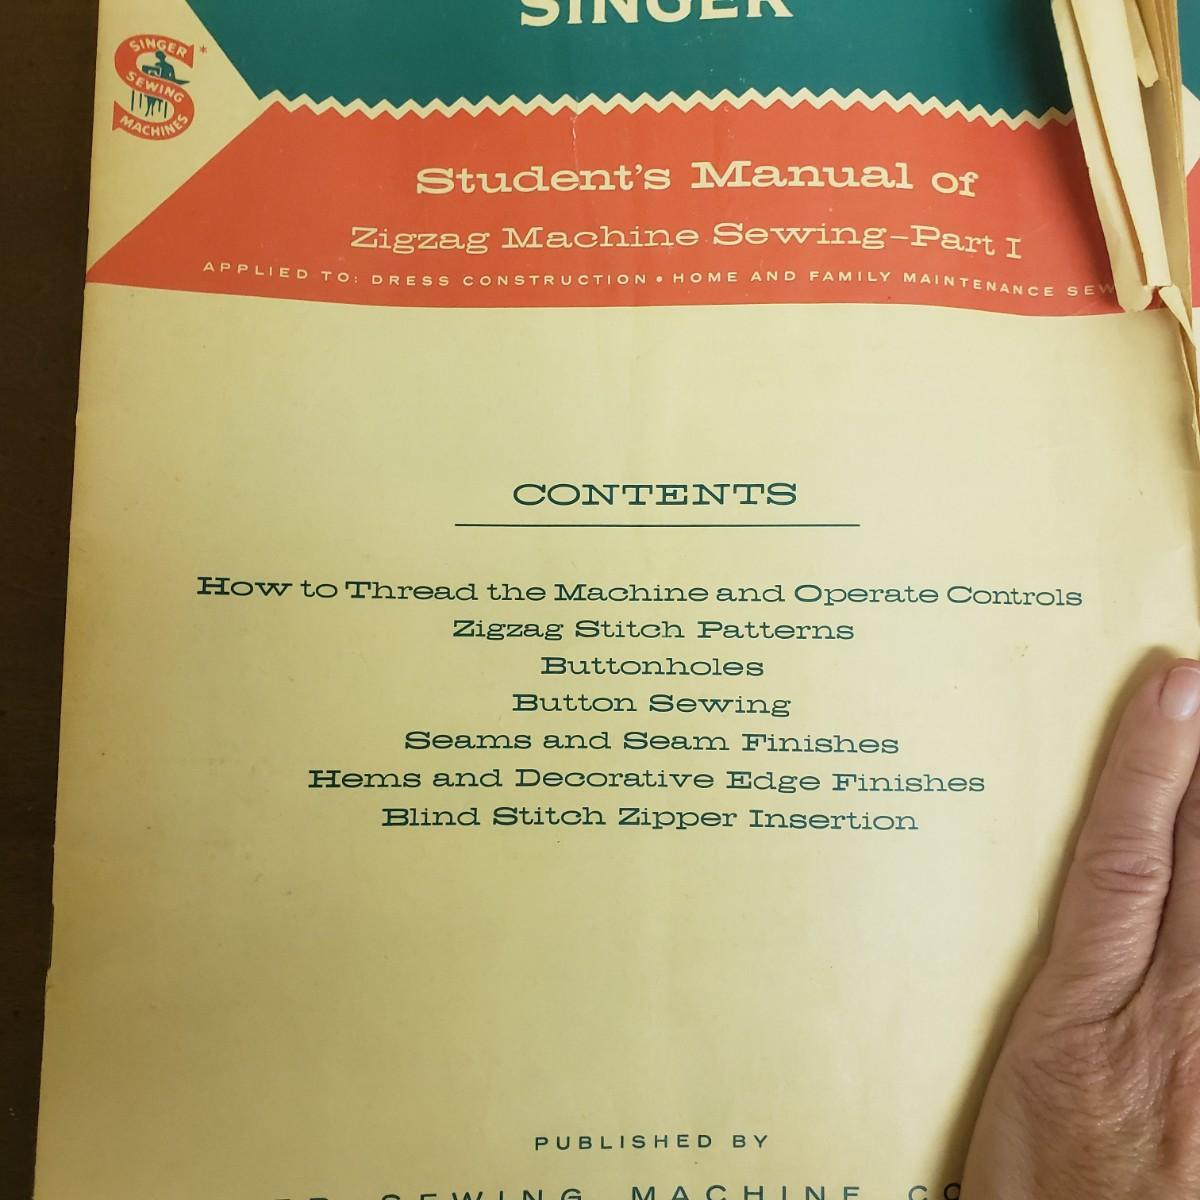 SINGER
SINGER *
SEWING
MACHINES
Student's Manual of
Zigzag Machine Sewing-Part I
APPLIED TO: DRESS CONSTRUCTION • HOME AND FAMILY MAINTENANCE
CONTENTS
How to Thread the Machine and Operate Controls
Zigzag Stitch Patterns
Buttonholes
Button Sewing
Seams and Seam Finishes
Hems and Decorative Edge Finishes
Blind Stitch Zipper Insertion
PUBLISHED BY
SEWING MACHINE